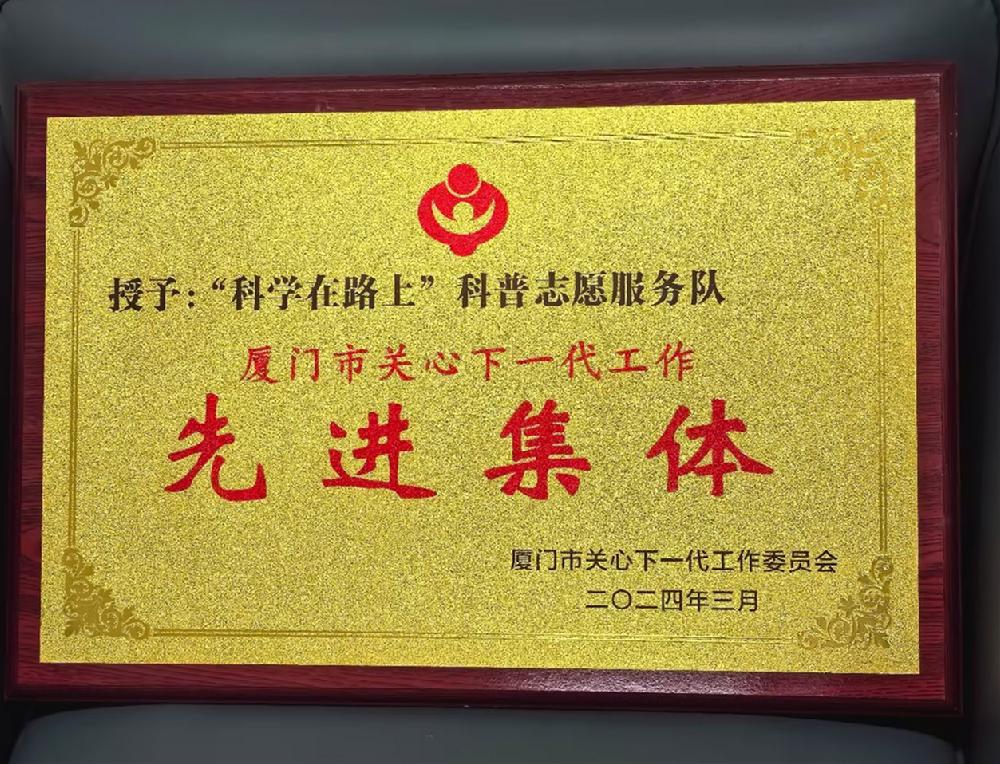 授予:“科学在路上”科普志愿服务队
厦门市关心下一代工作
先进集体
厦门市关心下一代工作委员会
二〇二四年三月